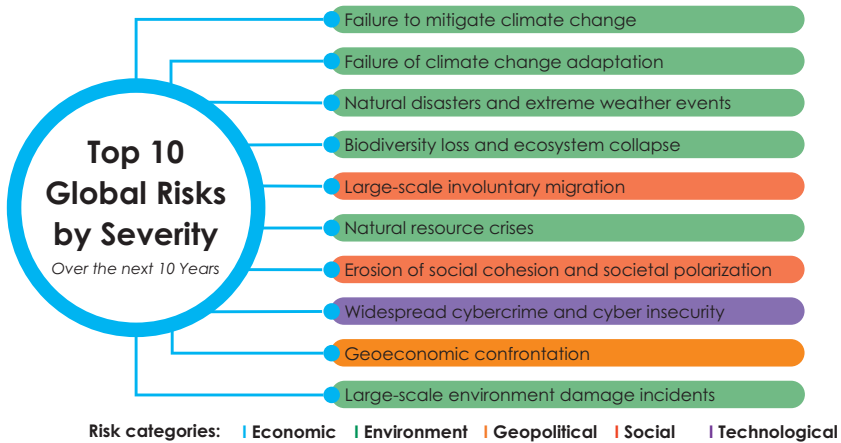 Top 10
Global Risks
by Severity
Over the next 10 Years
Failure to mitigate climate change
Failure of climate change adaptation
Natural disasters and extreme weather events
Biodiversity loss and ecosystem collapse
Large-scale involuntary migration
Natural resource crises
Erosion of social cohesion and societal polarization
Widespread cybercrime and cyber insecurity
Geoeconomic confrontation
Large-scale environment damage incidents
Risk categories: Economic Environment Geopolitical Social Technological